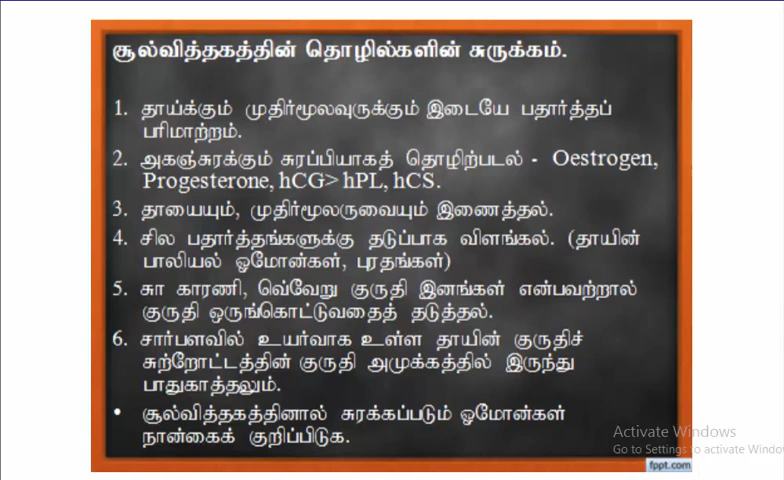 சூல்வித்தகத்தின் தொழில்களின் சுருக்கம்.
1. தாய்க்கும் முதிர்மூலவுருக்கும் இடையே பதார்த்தப்
பரிமாற்றம்.
2. அகஞ்சுரக்கும் சுரப்பியாகத் தொழிற்படல் - Oestrogen,
Progesterone, hCG> hPL, hCS.
3. தாயையும், முதிர்மூலருவையும் இணைத்தல்.
4. சில பதார்த்தங்களுக்கு தடுப்பாக விளங்கல். (தாயின்
பாலியல் ஓமோன்கள், புரதங்கள்)
5. சா காரணி, வெவேறு குருதி இனங்கள் என்பவற்றால்
குருதி ஒருங்கொட்டுவதைத் தடுத்தல்.
6. சார்பளவில் உயர்வாக உள்ள தாயின் குருதிச்
சுற்றோட்டத்தின் குருதி அமுக்கத்தில் இருந்து
பாதுகாத்தலும்.
• சூல்வித்தகத்தினால் சுரக்கப்படும் ஓமோன்கள்
நான்கைக் குறிப்பிடுக.
Activate Windows
Go to Settings to activate Windo
fppt.com